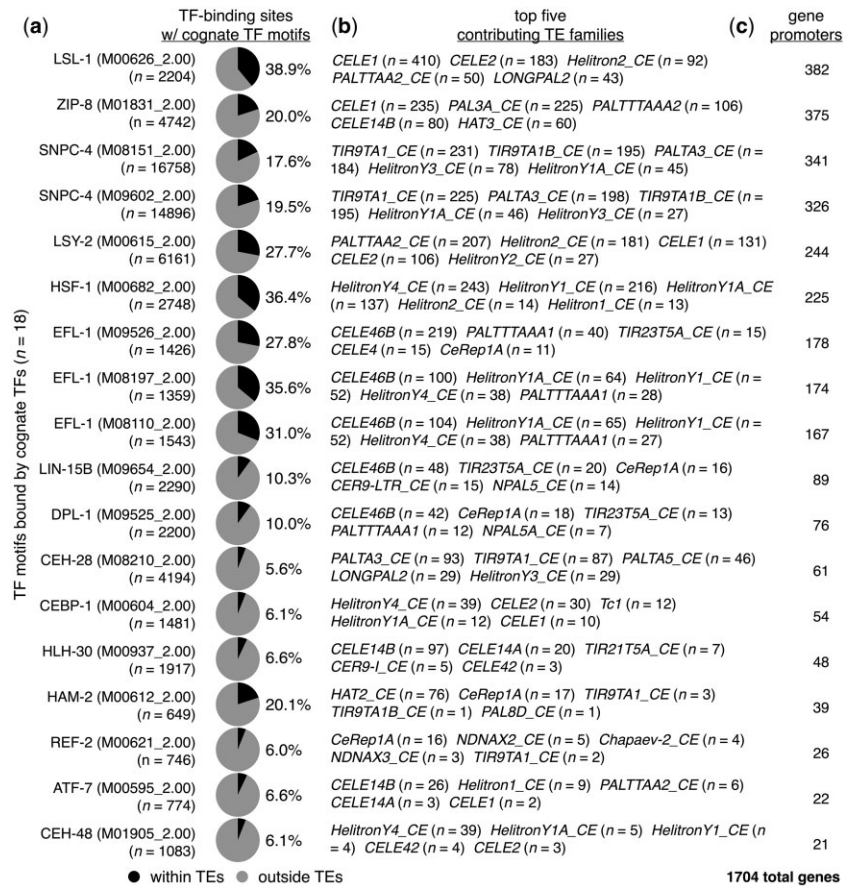 (a) TF-binding sites w/ cognate TF motifs (b) top five contributing TE families (c) gene promoters
TF motifs bound by cognate TFs (n = 18)
LSL-1 (M00626_2.00) 38.9% CELE1 (n = 410) CELE2 (n = 183) Helitron2_CE (n = 92) 382
(n = 2204) PALTTAA2_CE (n = 50) LONGPAL2 (n = 43)
ZIP-8 (M01831_2.00) 20.0% CELE1 (n = 235) PAL3A_CE (n = 225) PALTTTAAA2 (n = 106) 375
(n = 4742) CELE14B (n = 80) HAT3_CE (n = 60)
SNPC-4 (M08151_2.00) 17.6% TIR9TA1_CE (n = 231) TIR9TA1B_CE (n = 195) PALTA3_CE (n = 341
(n = 16758) 184) HelitronY3_CE (n = 78) HelitronY1A_CE (n = 45)
SNPC-4 (M09602_2.00) 19.5% TIR9TA1_CE (n = 225) PALTA3_CE (n = 198) TIR9TA1B_CE (n = 326
(n = 14896) 195) HelitronY1A_CE (n = 46) HelitronY3_CE (n = 27)
LSY-2 (M00615_2.00) 27.7% PALTTAA2_CE (n = 207) Helitron2_CE (n = 181) CELE1 (n = 131) 244
(n = 6161) CELE2 (n = 106) HelitronY2_CE (n = 27)
HSF-1 (M00682_2.00) 36.4% HelitronY4_CE (n = 243) HelitronY1_CE (n = 216) HelitronY1A_CE 225
(n = 2748) (n = 137) Helitron2_CE (n = 14) Helitron1_CE (n = 13)
EFL-1 (M09526_2.00) 27.8% CELE46B (n = 219) PALTTTAAA1 (n = 40) TIR23T5A_CE (n = 15) 178
(n = 1426) CELE4 (n = 15) CeRep1A (n = 11)
EFL-1 (M08197_2.00) 35.6% CELE46B (n = 100) HelitronY1A_CE (n = 64) HelitronY1_CE (n = 174
(n = 1359) 52) HelitronY4_CE (n = 38) PALTTTAAA1 (n = 28)
EFL-1 (M08110_2.00) 31.0% CELE46B (n = 104) HelitronY1A_CE (n = 65) HelitronY1_CE (n = 167
(n = 1543) 52) HelitronY4_CE (n = 38) PALTTTAAA1 (n = 27)
LIN-15B (M09654_2.00) 10.3% CELE46B (n = 48) TIR23T5A_CE (n = 20) CeRep1A (n = 16) 89
(n = 2290) CER9-LTR_CE (n = 15) NPAL5_CE (n = 14)
DPL-1 (M09525_2.00) 10.0% CELE46B (n = 42) CeRep1A (n = 18) TIR23T5A_CE (n = 13) 76
(n = 2200) PALTTTAAA1 (n = 12) NPAL5A_CE (n = 7)
CEH-28 (M08210_2.00) 5.6% PALTA3_CE (n = 93) TIR9TA1_CE (n = 87) PALTA5_CE (n = 46) 61
(n = 4194) LONGPAL2 (n = 29) HelitronY3_CE (n = 29)
CEBP-1 (M00604_2.00) 6.1% HelitronY4_CE (n = 39) CELE2 (n = 30) Tc1 (n = 12) 54
(n = 1481) HelitronY1A_CE (n = 12) CELE1 (n = 10)
HLH-30 (M00937_2.00) 6.6% CELE14B (n = 97) CELE14A (n = 20) TIR21T5A_CE (n = 7) 48
(n = 1917) CER9-I_CE (n = 5) CELE42 (n = 3)
HAM-2 (M00612_2.00) 20.1% HAT2_CE (n = 76) CeRep1A (n = 17) TIR9TA1_CE (n = 3) 39
(n = 649) TIR9TA1B_CE (n = 1) PAL8D_CE (n = 1)
REF-2 (M00621_2.00) 6.0% CeRep1A (n = 16) NDNAX2_CE (n = 5) Chapaev-2_CE (n = 4) 26
(n = 746) NDNAX3_CE (n = 3) TIR9TA1_CE (n = 2)
ATF-7 (M00595_2.00) 6.6% CELE14B (n = 26) Helitron1_CE (n = 9) PALTTAA2_CE (n = 6) 22
(n = 774) CELE14A (n = 3) CELE1 (n = 2)
CEH-48 (M01905_2.00) 6.1% HelitronY4_CE (n = 39) HelitronY1A_CE (n = 5) HelitronY1_CE (n 21
(n = 1083) = 4) CELE42 (n = 4) CELE2 (n = 3)
within TEs outside TEs 1704 total genes